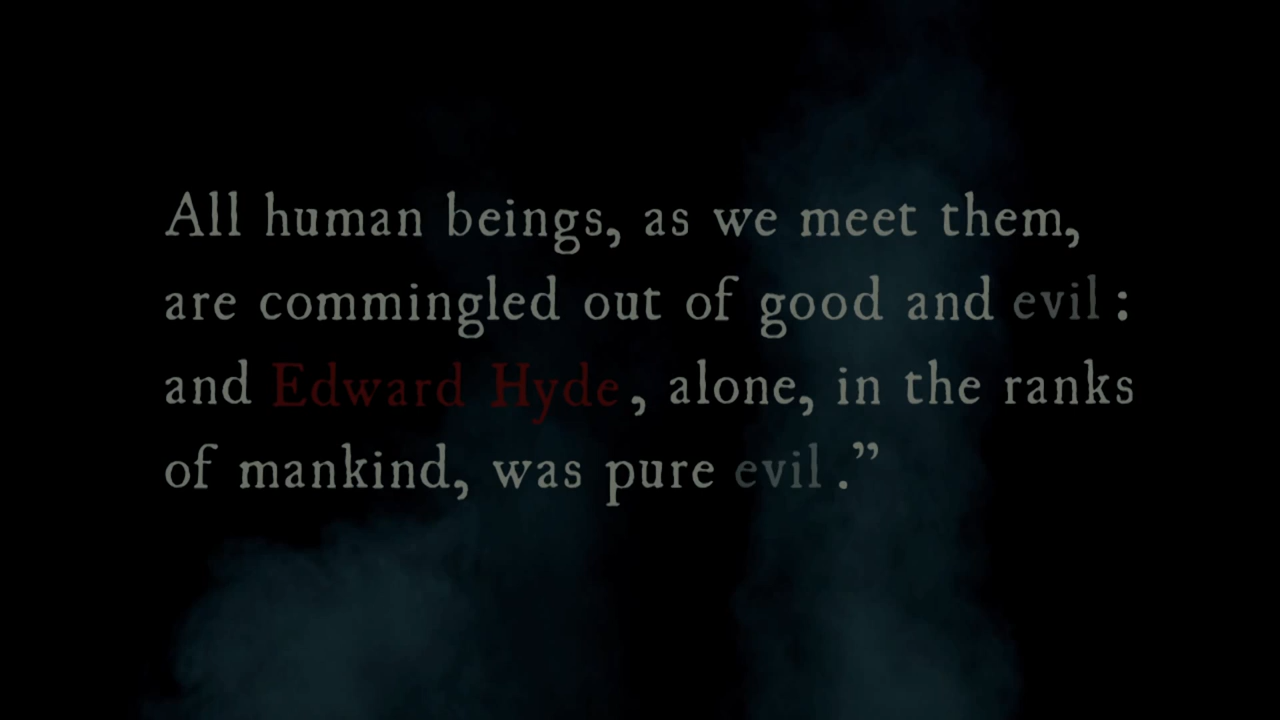 All human beings, as we meet them,
are commingled out of good and evil :
and Edward Hyde , alone, in the ranks
of mankind, was pure evil .”